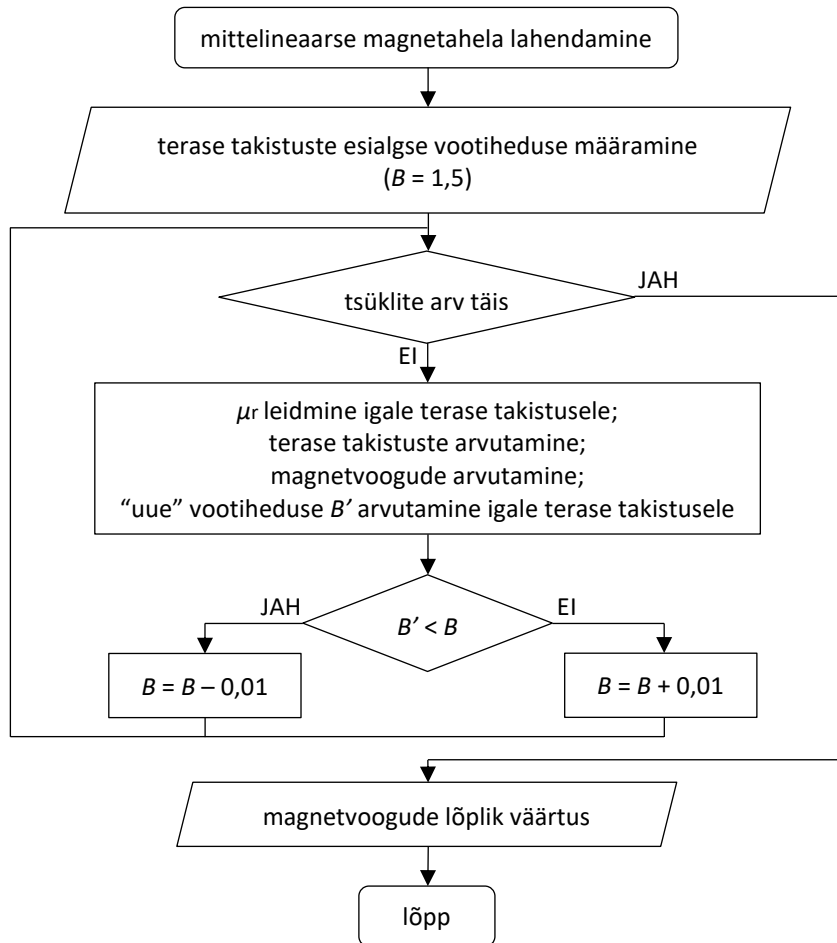 mittelineaarse magnetahela lahendamine
terase takistuste esialgse vootiheduse määramine
(B = 1,5)
tsüklite arv täis
JAH
EI
μr leidmine igale terase takistusele;
terase takistuste arvutamine;
magnetvoogude arvutamine;
“uue” vootiheduse B’ arvutamine igale terase takistusele
JAH
B’ < B
EI
B = B – 0,01
B = B + 0,01
magnetvoogude lõplik väärtus
lõpp